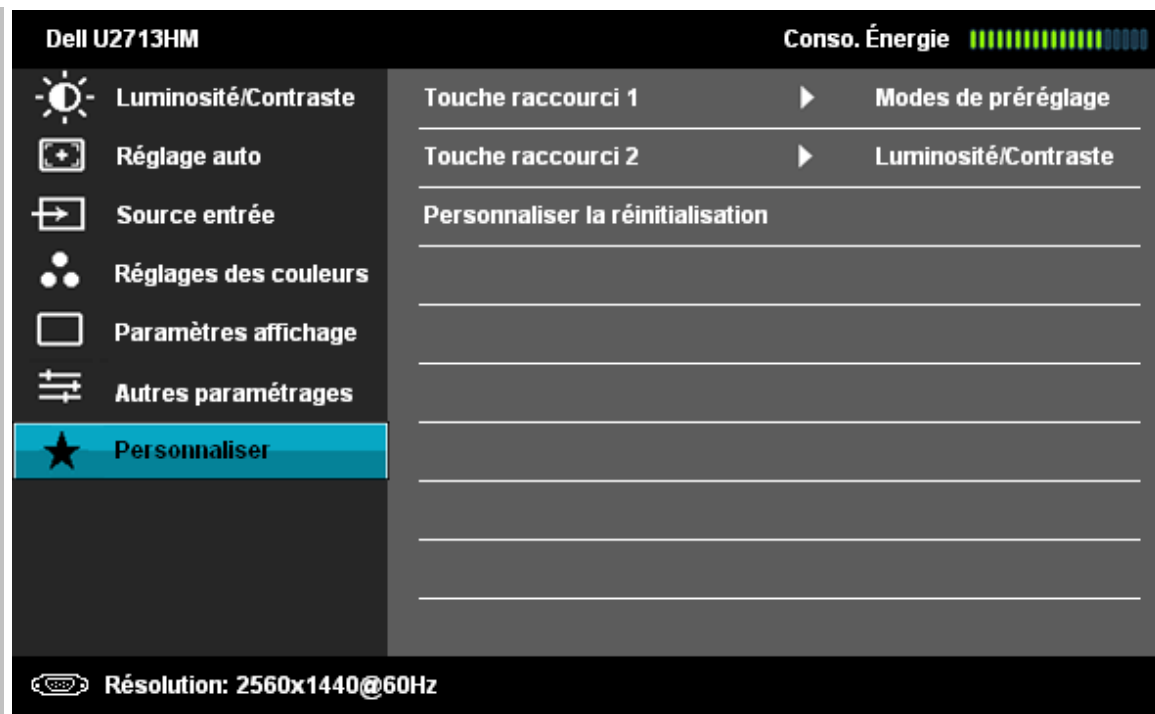 Dell U2713HM Conso. Énergie
Luminosité/Contraste Touche raccourci 1 Modes de préréglage
Réglage auto Touche raccourci 2 Luminosité/Contraste
Source entrée Personnaliser la réinitialisation
Réglages des couleurs
Paramètres affichage
Autres paramétrages
Personnaliser
Résolution: 2560x1440@60Hz